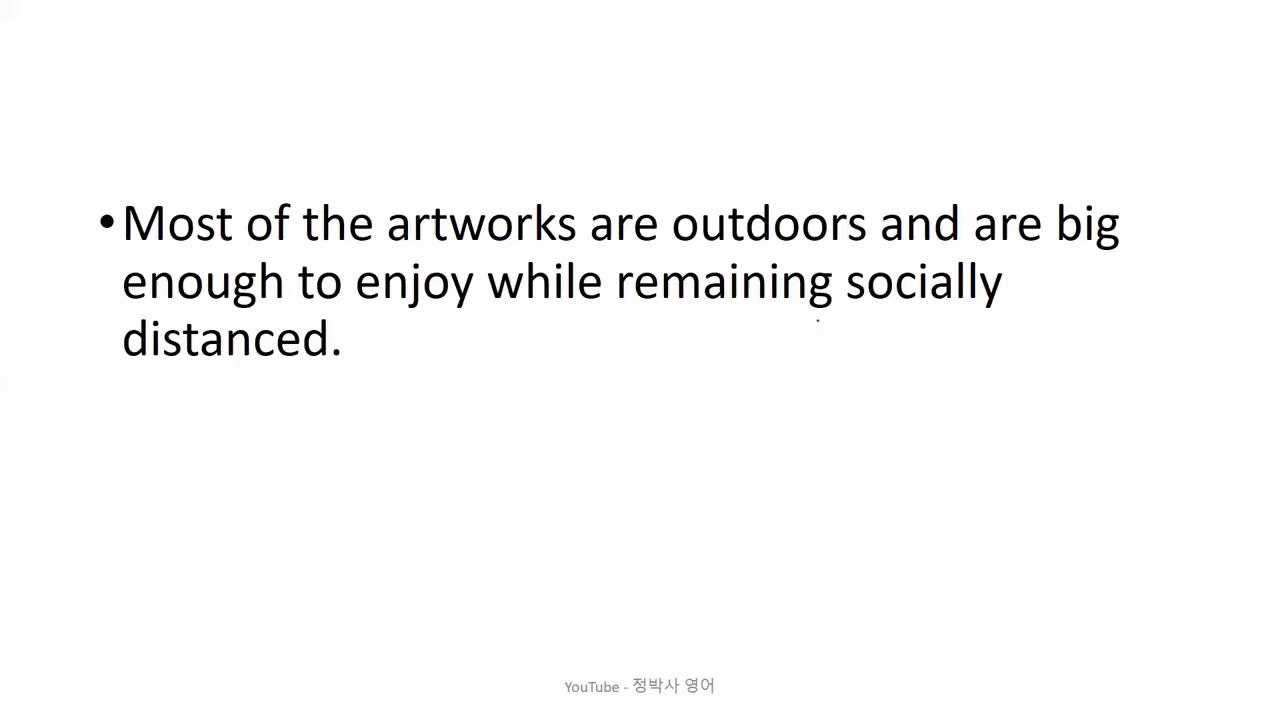 •Most of the artworks are outdoors and are big
enough to enjoy while remaining socially
distanced.
YouTube - 정박사 영어